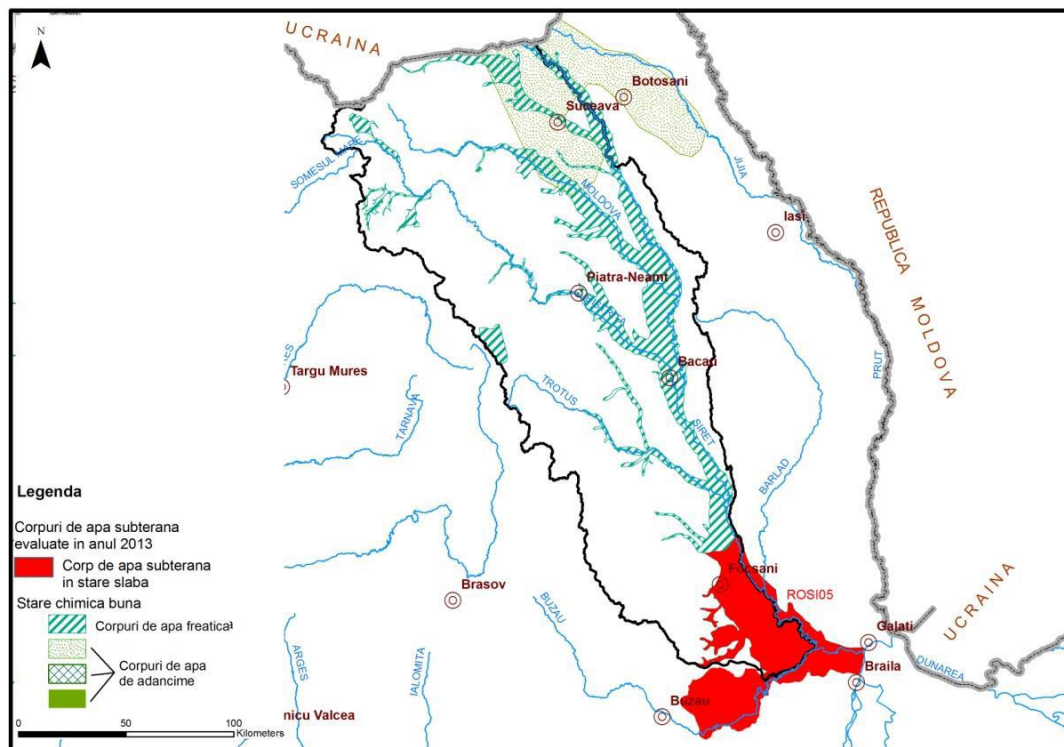 N
UCRAINA
Botosani
Suceava
JIJIA
SOMESUL MARE
MOLDOVA
Iasi
REPUBLICA MOLDOVA
Piatra-Neamt
BISTRITA
Targu Mures
TARNAVA
TROTUS
Bacau
SIRET
PRUT
BARLAD
Legenda
Corpuri de apa subterana
evaluate in anul 2013
Corp de apa subterana
in stare slaba
Stare chimica buna
Corpuri de apa freatica
Corpuri de apa
de adancime
0 50 100
Kilometers
Brasov
Focsani
ROSI05
UCRAINA
Galati
Braila
DUNAREA
BUZAU
Buzau
ARGES
IALOMITA
nicu Valcea